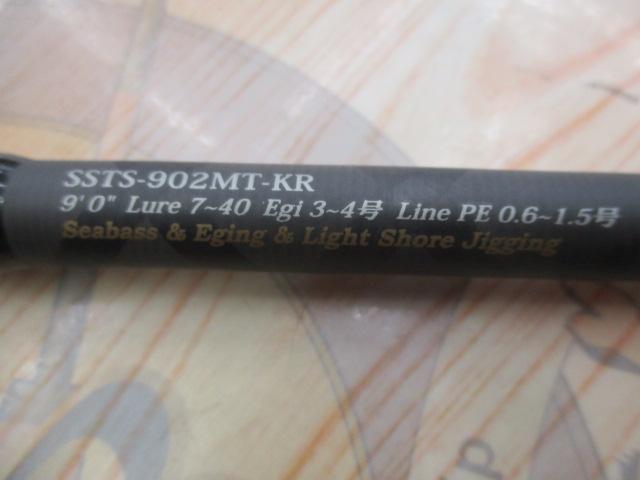 SSTS-902MT-KR
9'0" Lure 7~40 Egi 3~4号 Line PE 0.6~1.5号
Seabass & Eging & Light Shore Jigging